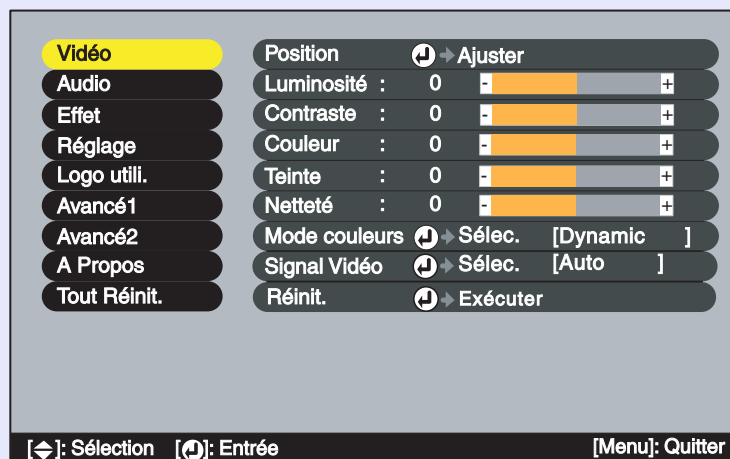 Vidéo
Audio
Effet
Réglage
Logo utili.
Avancé1
Avancé2
A Propos
Tout Réinit.
Position Ajuster
Luminosité : 0 - +
Contraste : 0 - +
Couleur : 0 - +
Teinte : 0 - +
Netteté : 0 - +
Mode couleurs Sélec. [Dynamic ]
Signal Vidéo Sélec. [Auto ]
Réinit. Exécuter
[ ]: Sélection [ ]: Entrée [Menu]: Quitter